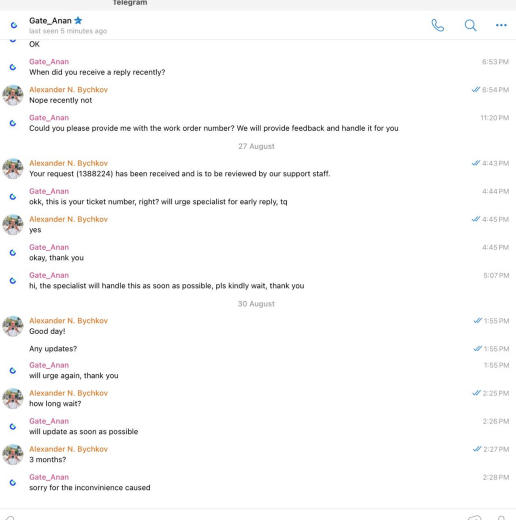 Telegram
Gate_Anan
last seen 5 minutes ago
OK
Gate_Anan
6:53 PM
When did you receive a reply recently?
Alexander N. Bychkov
6:54 PM
Nope recently not
Gate_Anan
11:20 PM
Could you please provide me with the work order number? We will provide feedback and handle it for you
27 August
Alexander N. Bychkov
4:43 PM
Your request (1388224) has been received and is to be reviewed by our support staff.
Gate_Anan
4:44 PM
okk, this is your ticket number, right? will urge specialist for early reply, tq
Alexander N. Bychkov
4:45 PM
yes
Gate_Anan
4:45 PM
okay, thank you
Gate_Anan
5:07 PM
hi, the specialist will handle this as soon as possible, pls kindly wait, thank you
30 August
Alexander N. Bychkov
1:55 PM
Good day!
Any updates?
1:55 PM
Gate_Anan
1:55 PM
will urge again, thank you
Alexander N. Bychkov
2:25 PM
how long wait?
Gate_Anan
2:26 PM
will update as soon as possible
Alexander N. Bychkov
2:27 PM
3 months?
Gate_Anan
2:28 PM
sorry for the inconvinience caused